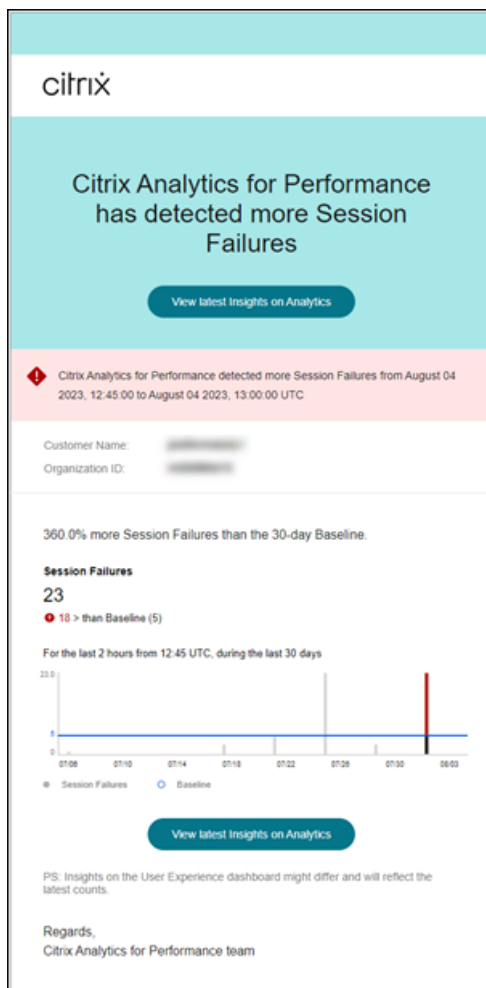 citrix
Citrix Analytics for Performance
has detected more Session
Failures
View latest Insights on Analytics
Citrix Analytics for Performance detected more Session Failures from August 04
2023, 12:45:00 to August 04 2023, 13:00:00 UTC
Customer Name:
Organization ID:
360.0% more Session Failures than the 30-day Baseline.
Session Failures
23
18 > than Baseline (5)
For the last 2 hours from 12:45 UTC, during the last 30 days
23.0
5
0
07/06 07/10 07/14 07/18 07/22 07/26 07/30 08/03
Session Failures Baseline
View latest Insights on Analytics
PS: Insights on the User Experience dashboard might differ and will reflect the
latest counts.
Regards,
Citrix Analytics for Performance team